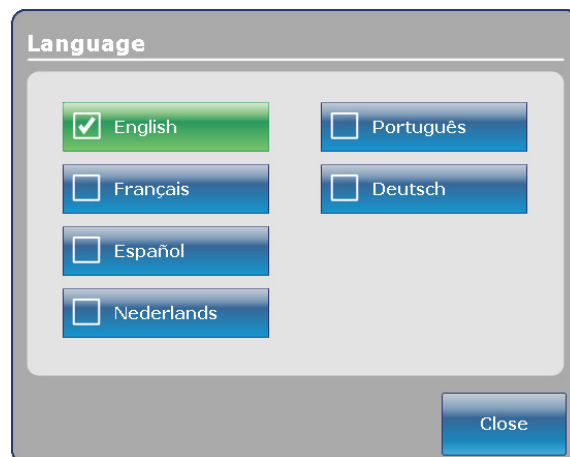 Language
English
Français
Español
Nederlands
Português
Deutsch
Close